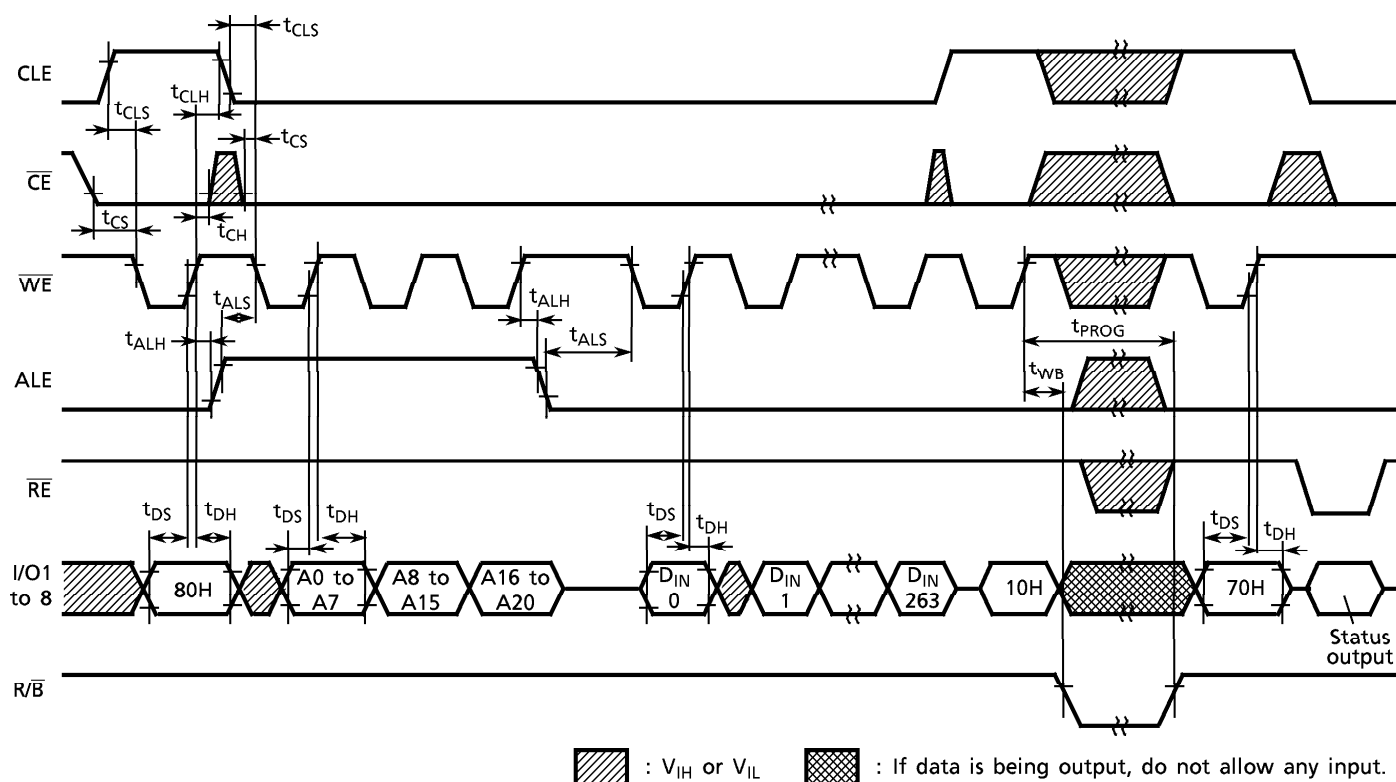 tCLS
CLE
tCLH
tCLS
tCS
C̅E̅
tCS
tCH
W̅E̅
tALS
tALH
tALH
tALS
tPROG
ALE
tWB
R̅E̅
tDS
tDH
tDS
tDH
tDS
tDH
tDS
tDH
I/O1
to 8
80H
A0 to
A7
A8 to
A15
A16 to
A20
DIN
0
DIN
1
DIN
263
10H
70H
Status
output
R/B̅
: VIH or VIL
: If data is being output, do not allow any input.